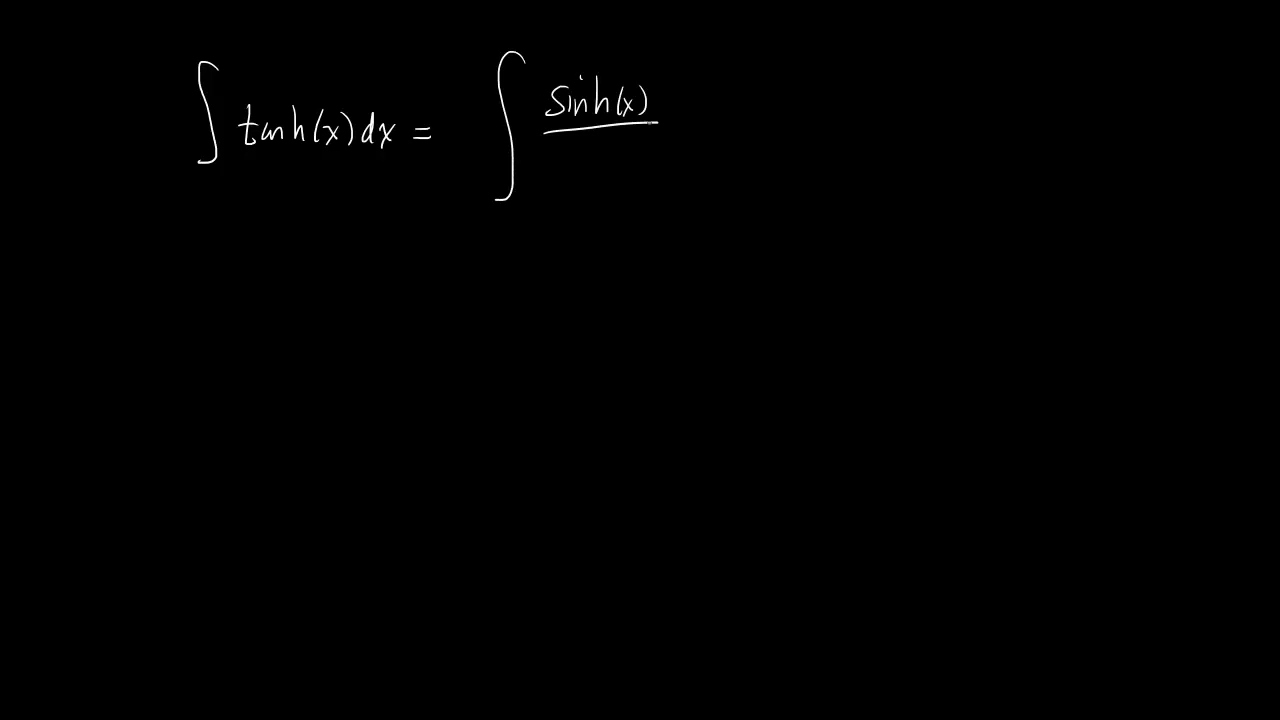 ∫ tanh(x) dx = ∫ sinh(x)